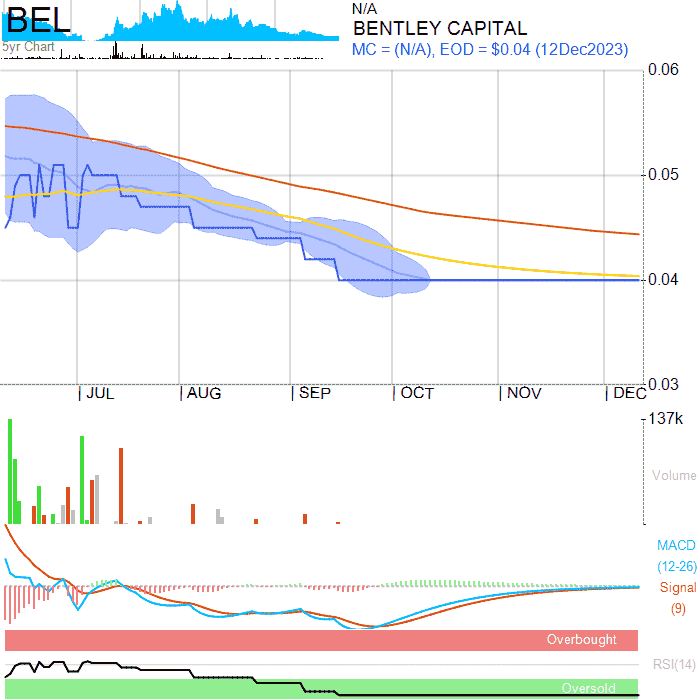 BEL
5yr Chart
N/A
BENTLEY CAPITAL
MC = (N/A), EOD = $0.04 (12Dec2023)
0.06
0.05
0.04
0.03
JUL AUG SEP OCT NOV DEC
137k
Volume
MACD
(12-26)
Signal
(9)
Overbought
RSI(14)
Oversold